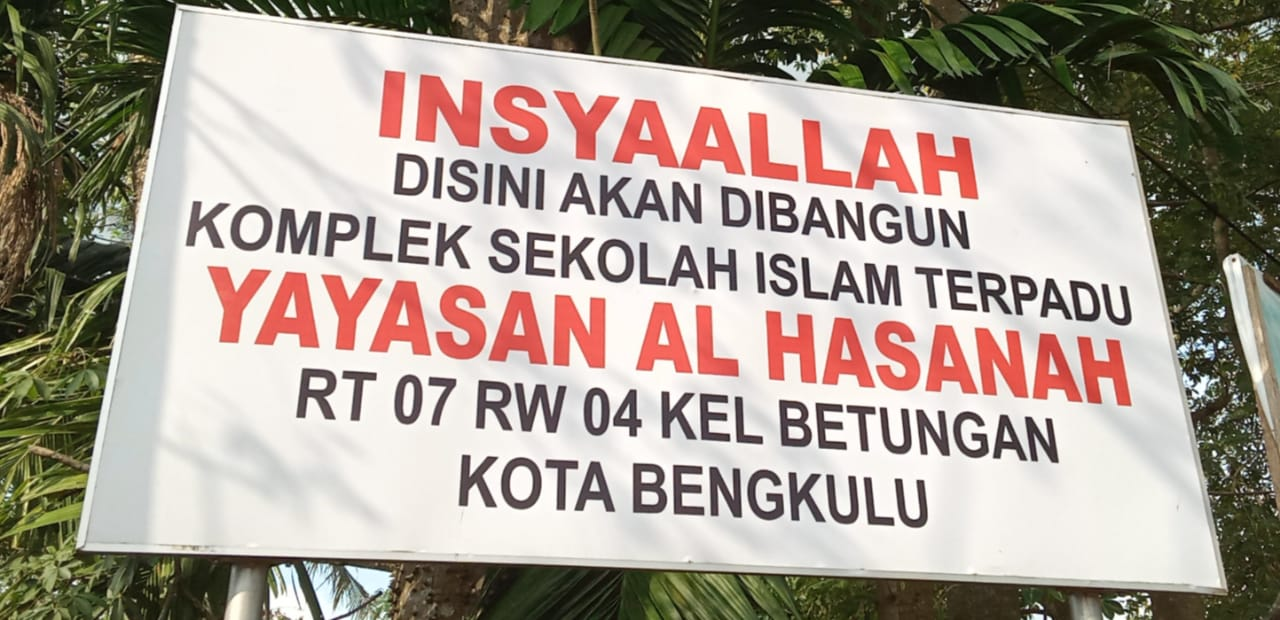 INSYAALLAH
DISINI AKAN DIBANGUN
KOMPLEK SEKOLAH ISLAM TERPADU
YAYASAN AL HASANAH
RT 07 RW 04 KEL BETUNGAN
KOTA BENGKULU